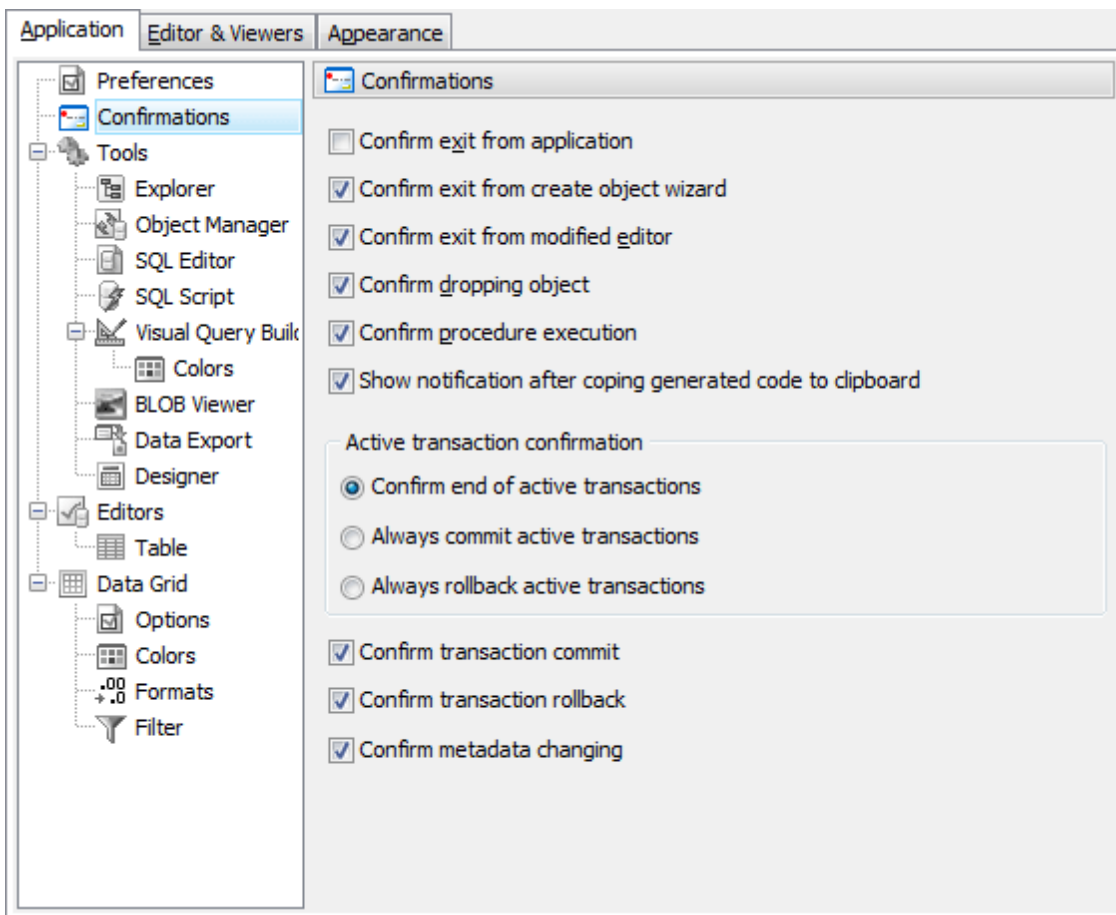 Application
Editor & Viewers
Appearance
Preferences
Confirmations
Tools
Explorer
Object Manager
SQL Editor
SQL Script
Visual Query Build
Colors
BLOB Viewer
Data Export
Designer
Editors
Table
Data Grid
Options
Colors
Formats
Filter
Confirmations
Confirm exit from application
Confirm exit from create object wizard
Confirm exit from modified editor
Confirm dropping object
Confirm procedure execution
Show notification after coping generated code to clipboard
Active transaction confirmation
Confirm end of active transactions
Always commit active transactions
Always rollback active transactions
Confirm transaction commit
Confirm transaction rollback
Confirm metadata changing